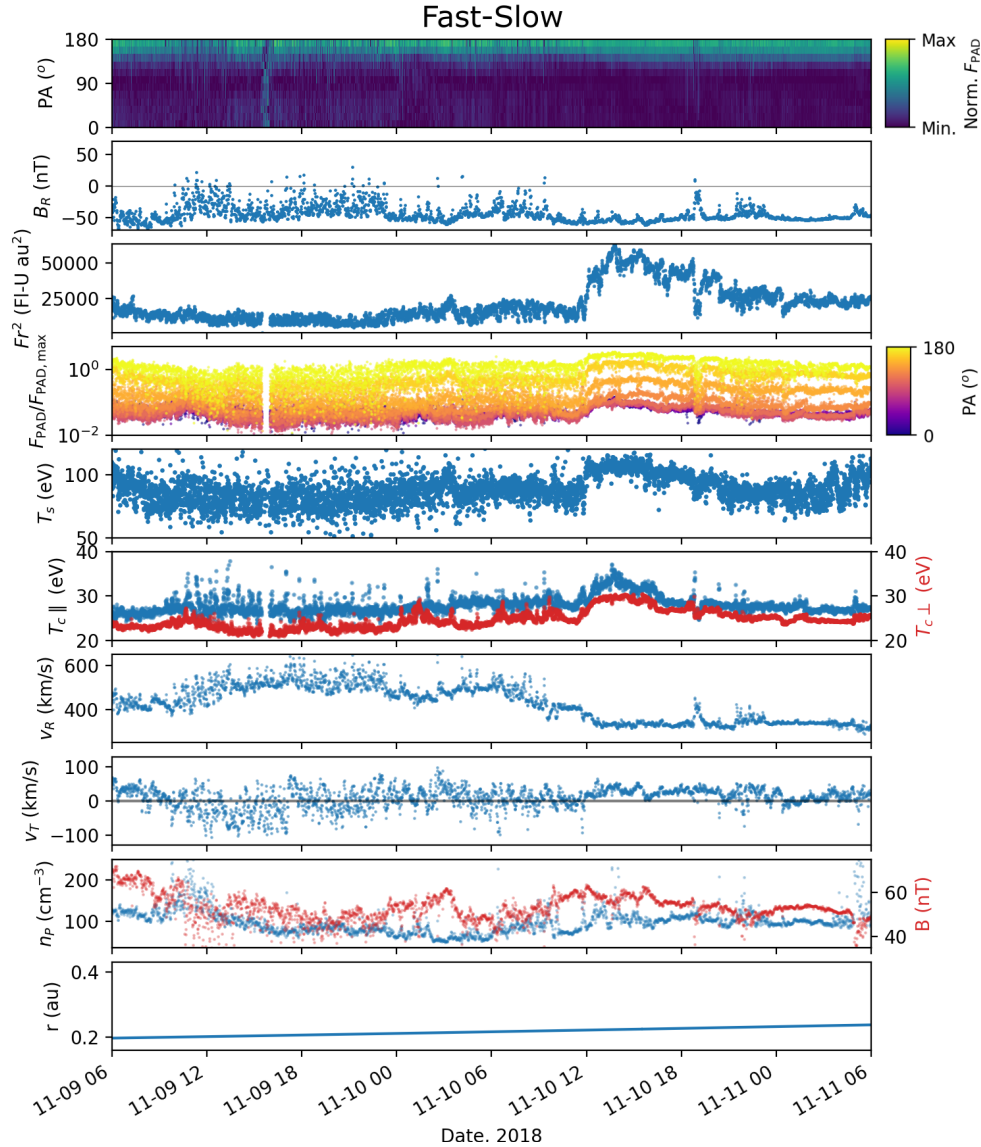 Fast-Slow
PA (°)
180
90
0
Max
Min.
Norm. F_PAD
B_R (nT)
50
0
−50
Fr² (Fl-U au²)
50000
25000
F_PAD/F_PAD, max
10⁰
10⁻²
180
0
PA (°)
T_s (eV)
100
50
T_c ∥ (eV)
40
30
20
40
30
20
T_c ⊥ (eV)
v_R (km/s)
600
400
v_T (km/s)
100
0
−100
n_P (cm⁻³)
200
100
60
40
B (nT)
r (au)
0.4
0.2
11-09 06
11-09 12
11-09 18
11-10 00
11-10 06
11-10 12
11-10 18
11-11 00
11-11 06
Date, 2018